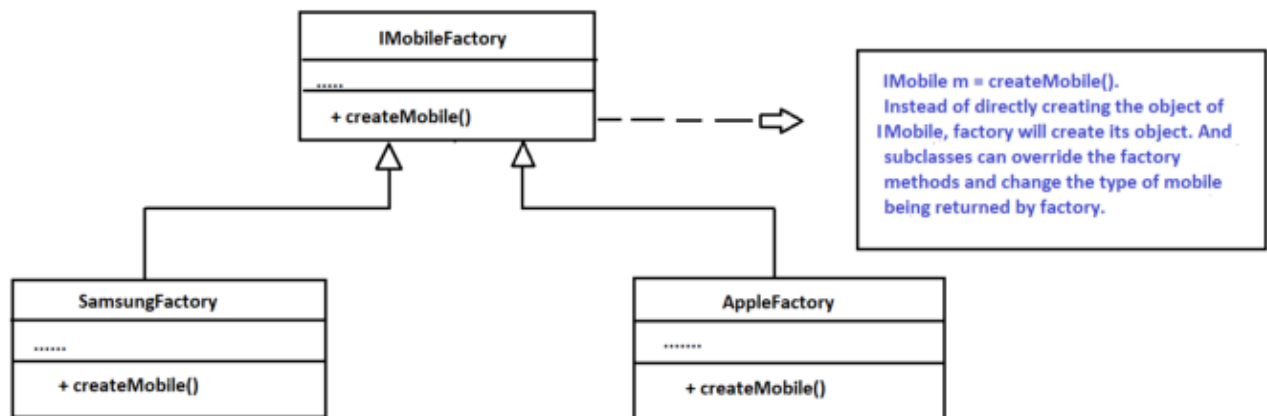 IMobileFactory
.....
+ createMobile()
IMobile m = createMobile().
Instead of directly creating the object of
IMobile, factory will create its object. And
subclasses can override the factory
methods and change the type of mobile
being returned by factory.
SamsungFactory
......
+ createMobile()
AppleFactory
.......
+ createMobile()